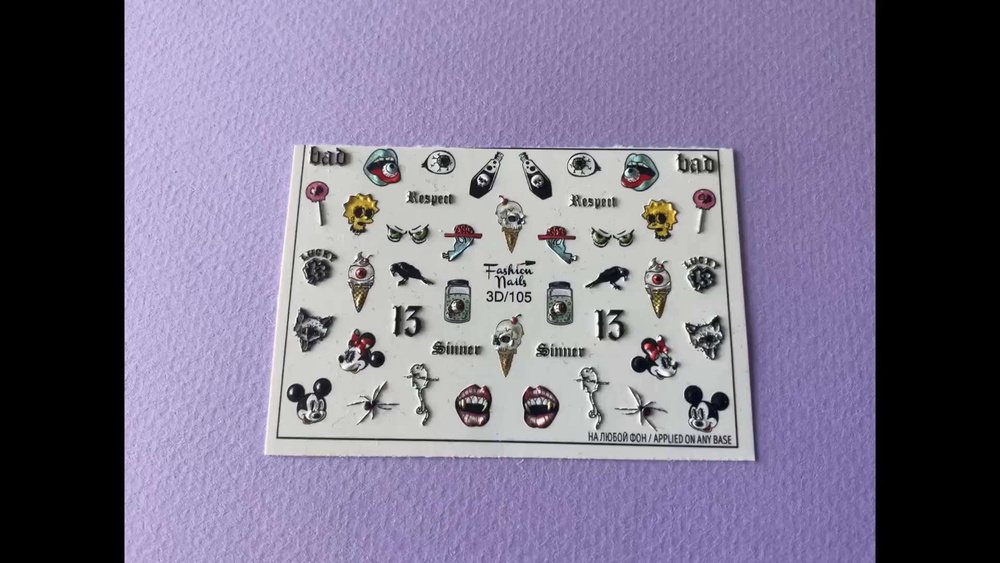 bad
bad
Respect
Respect
LUCKY
Fashion
Nails
3D/105
LUCKY
13
13
Sinner
Sinner
НА ЛЮБОЙ ФОН / APPLIED ON ANY BASE